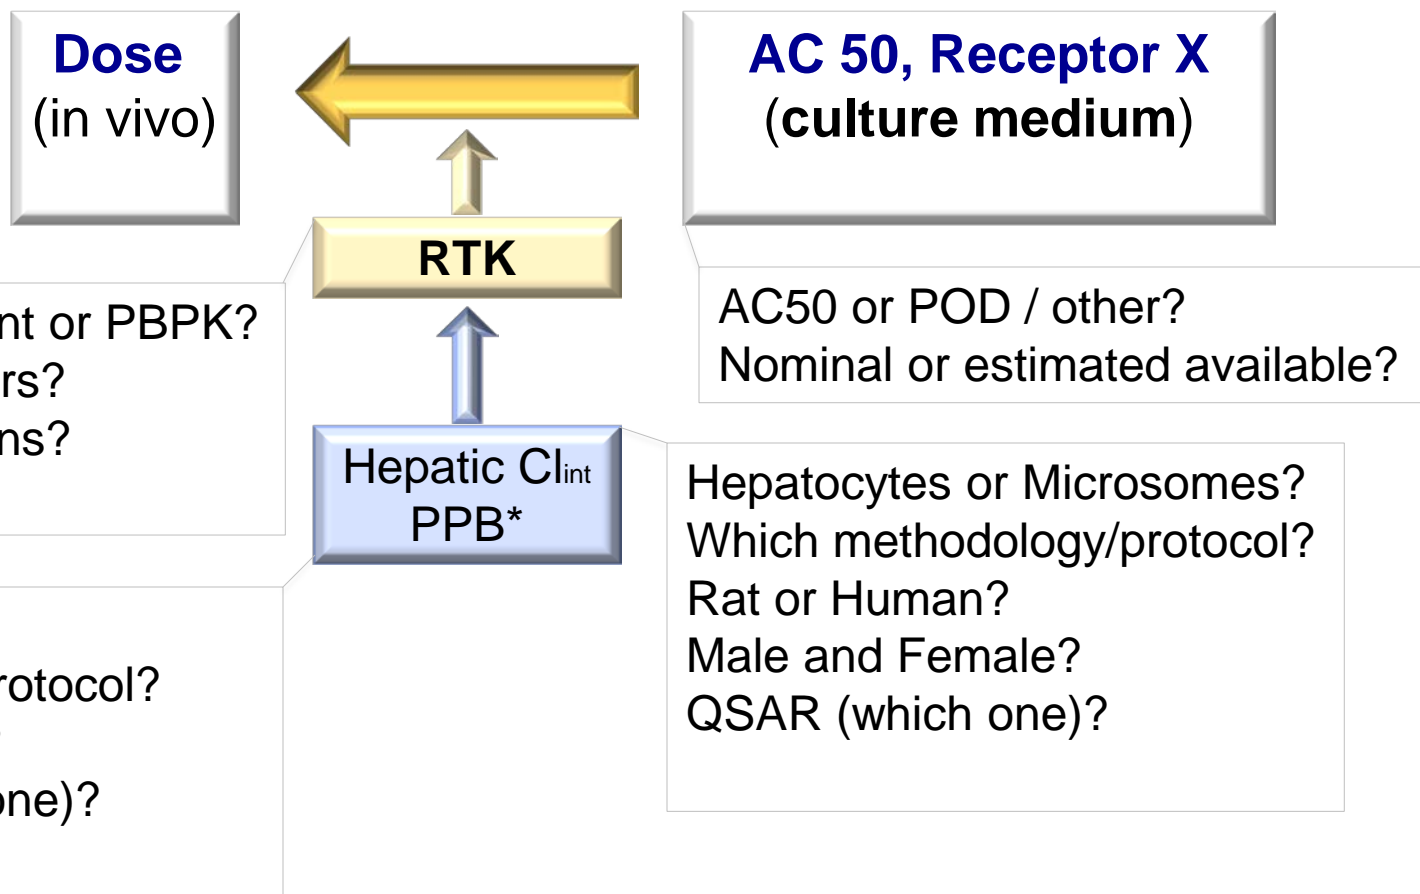 Dose
(in vivo)
AC 50, Receptor X
(culture medium)
RTK
nt or PBPK?
rs?
ns?
AC50 or POD / other?
Nominal or estimated available?
Hepatic Clint
PPB*
Hepatocytes or Microsomes?
Which methodology/protocol?
Rat or Human?
Male and Female?
QSAR (which one)?
rotocol?
one)?